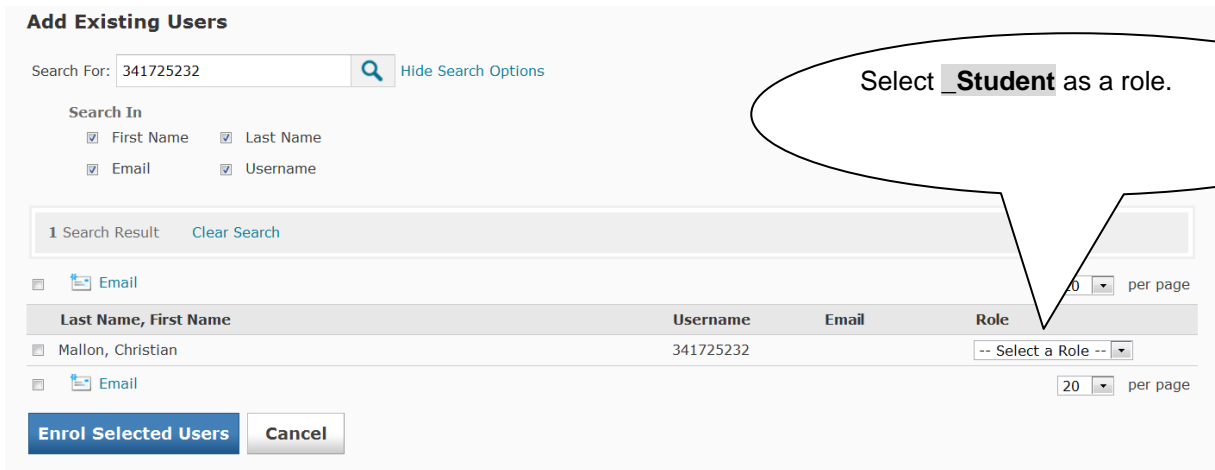 Add Existing Users
Search For: 341725232 Hide Search Options
Select _Student as a role.
Search In
First Name Last Name
Email Username
1 Search Result Clear Search
Email 20 per page
Last Name, First Name Username Email Role
Mallon, Christian 341725232 -- Select a Role --
Email 20 per page
Enrol Selected Users Cancel